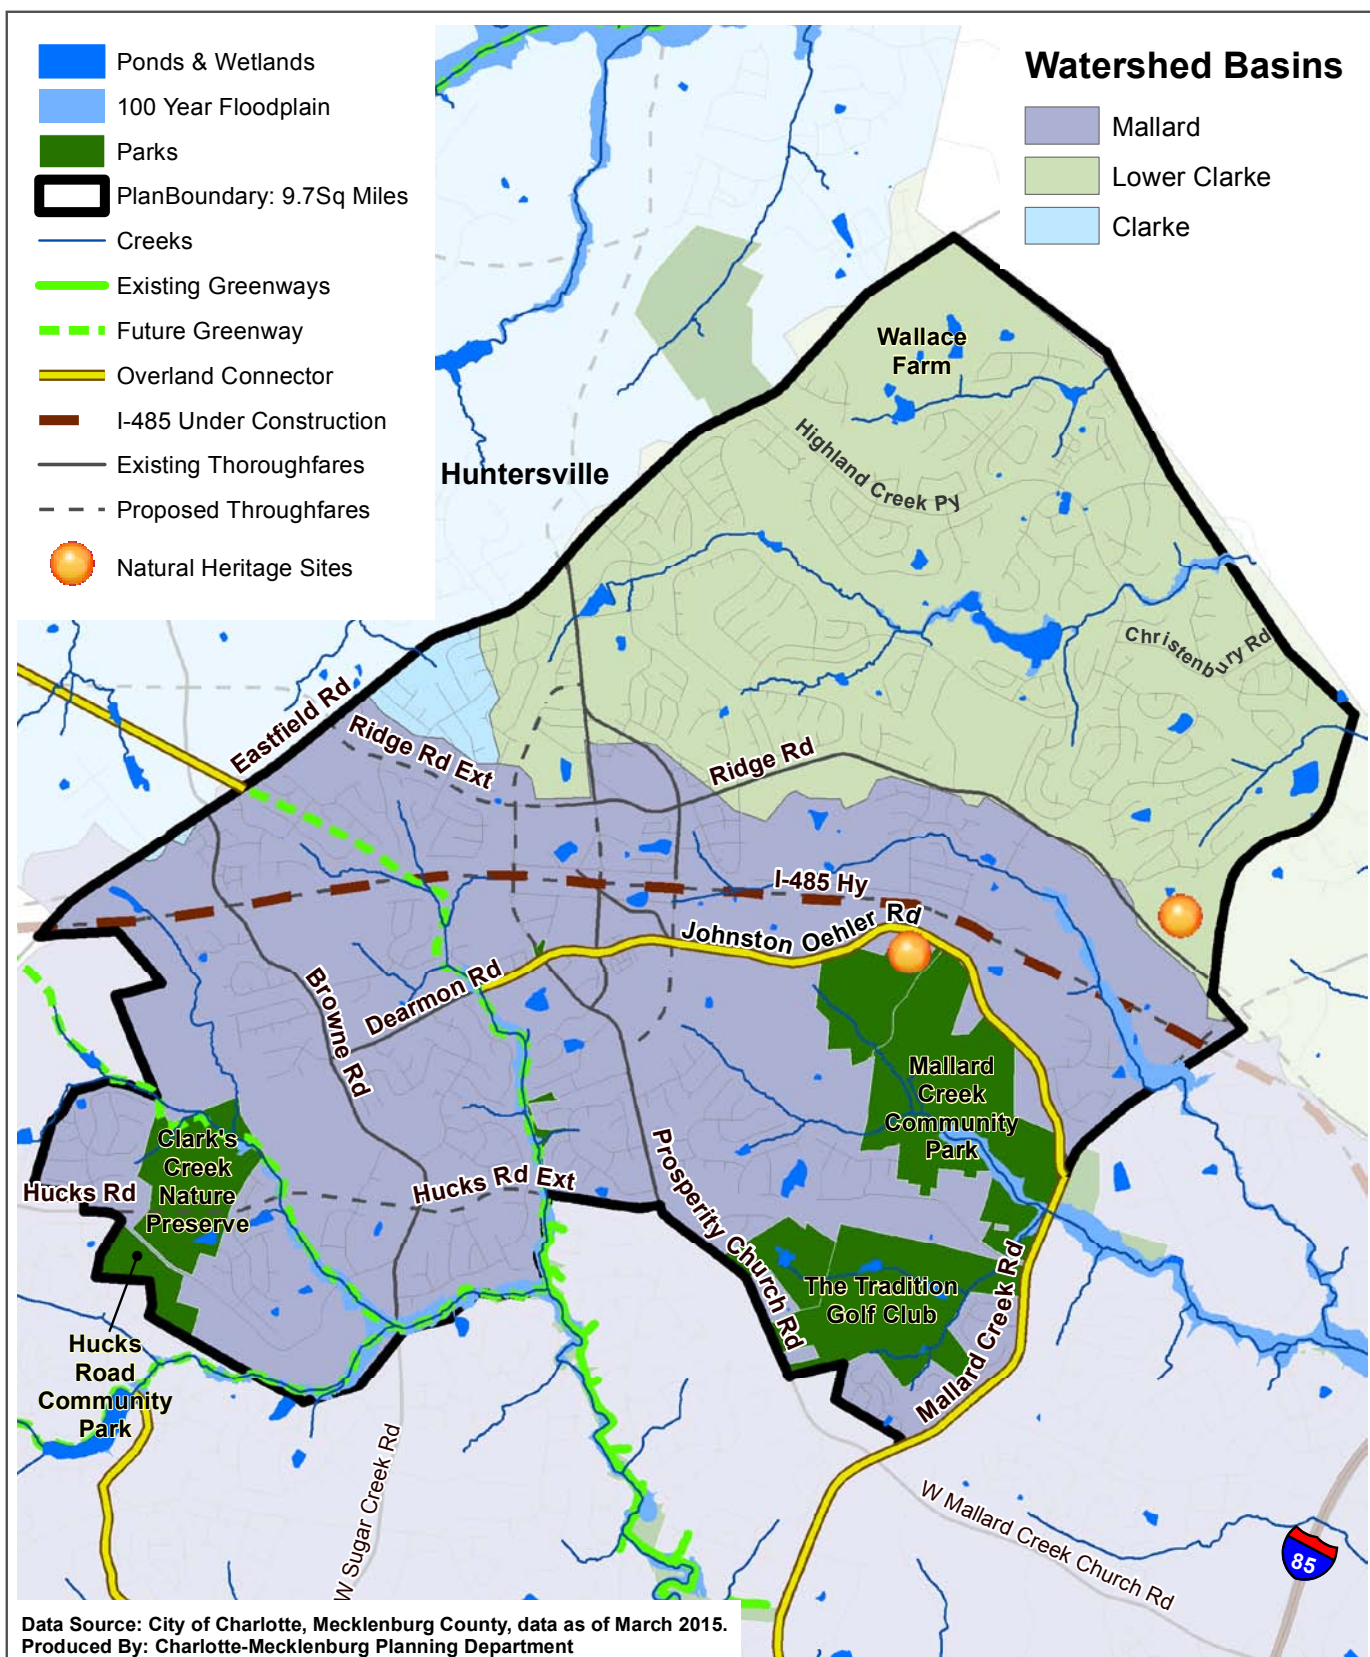 Ponds & Wetlands
100 Year Floodplain
Parks
PlanBoundary: 9.7Sq Miles
Creeks
Existing Greenways
Future Greenway
Overland Connector
I-485 Under Construction
Existing Thoroughfares
Proposed Throughfares
Natural Heritage Sites
Watershed Basins
Mallard
Lower Clarke
Clarke
Wallace
Farm
Highland Creek Py
Huntersville
Christenbury Rd
Eastfield Rd
Ridge Rd Ext
Ridge Rd
I-485 Hy
Johnston Oehler Rd
Dearmon Rd
Browne Rd
Mallard
Creek
Community
Park
Clark's
Creek
Nature
Preserve
Hucks Rd
Hucks Rd Ext
Prosperity Church Rd
The Tradition
Golf Club
Mallard Creek Rd
Hucks
Road
Community
Park
W Sugar Creek Rd
W Mallard Creek Church Rd
85
Data Source: City of Charlotte, Mecklenburg County, data as of March 2015.
Produced By: Charlotte-Mecklenburg Planning Department